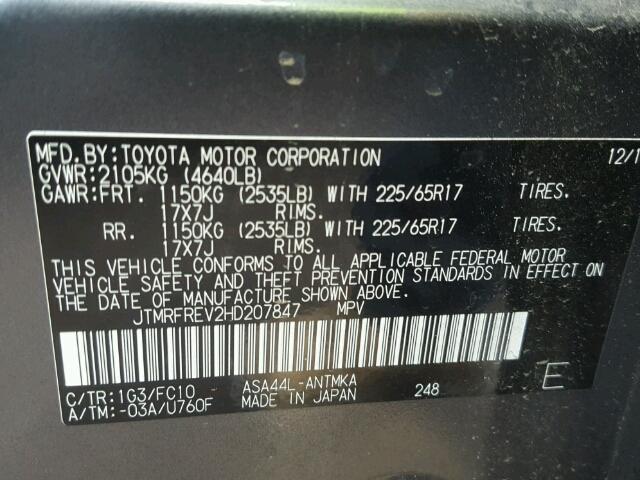 MFD.BY:TOYOTA MOTOR CORPORATION 12/1
GVWR:2105KG (4640LB)
GAWR:FRT. 1150KG (2535LB) WITH 225/65R17 TIRES.
17X7J RIMS.
RR. 1150KG (2535LB) WITH 225/65R17 TIRES.
17X7J RIMS.
THIS VEHICLE CONFORMS TO ALL APPLICABLE FEDERAL MOTOR
VEHICLE SAFETY AND THEFT PREVENTION STANDARDS IN EFFECT ON
THE DATE OF MANUFACTURE SHOWN ABOVE.
JTMRFREV2HD207847 MPV
C/TR:1G3/FC10 ASA44L-ANTMKA
A/TM:-03A/U760F MADE IN JAPAN 248 E